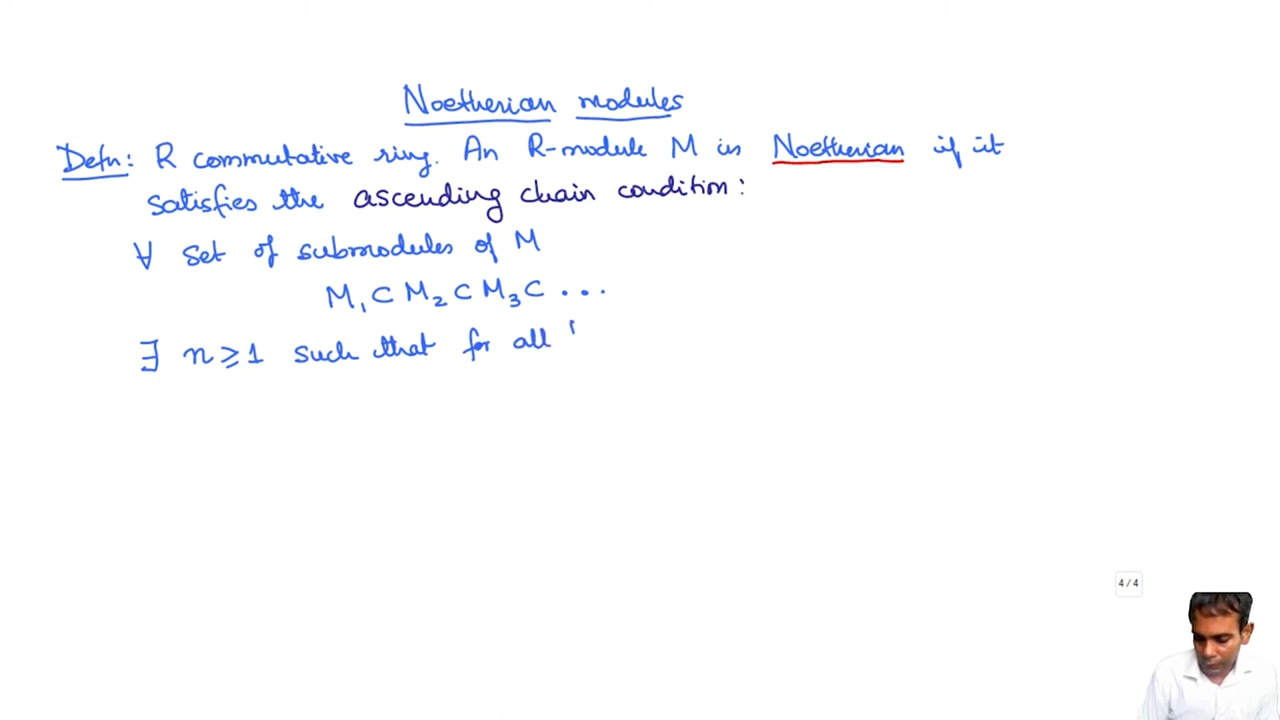 Noetherian modules
Defn: R commutative ring. An R-module M is Noetherian if it
satisfies the ascending chain condition:
∀ set of submodules of M
M₁ ⊂ M₂ ⊂ M₃ ⊂ ...
∃ n ≥ 1 such that for all
4/4